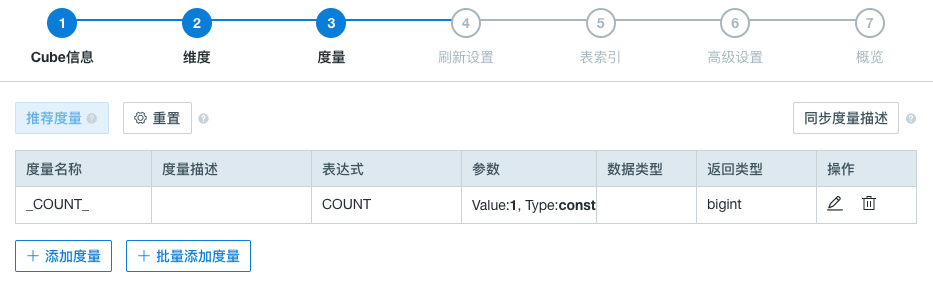 1 2 3 4 5 6 7
Cube信息 维度 度量 刷新设置 表索引 高级设置 概览
推荐度量 ? 重置 ? 同步度量描述 ?
度量名称 度量描述 表达式 参数 数据类型 返回类型 操作
_COUNT_ COUNT Value:1, Type:const bigint
+ 添加度量 + 批量添加度量